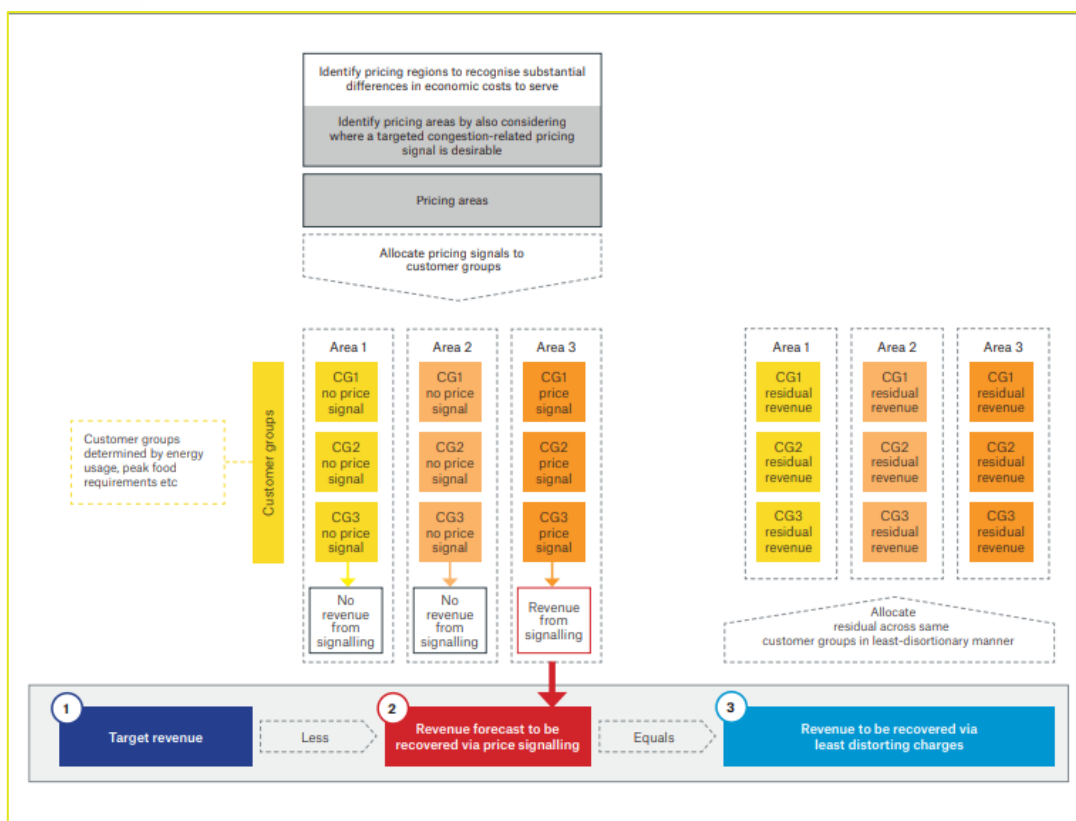 Identify pricing regions to recognise substantial
differences in economic costs to serve
Identify pricing areas by also considering
where a targeted congestion-related pricing
signal is desirable
Pricing areas
Allocate pricing signals to
customer groups
Customer groups
determined by energy
usage, peak food
requirements etc
Customer groups
Area 1
CG1
no price
signal
CG2
no price
signal
CG3
no price
signal
No
revenue
from
signalling
Area 2
CG1
no price
signal
CG2
no price
signal
CG3
no price
signal
No
revenue
from
signalling
Area 3
CG1
price
signal
CG2
price
signal
CG3
price
signal
Revenue
from
signalling
Area 1
CG1
residual
revenue
CG2
residual
revenue
CG3
residual
revenue
Area 2
CG1
residual
revenue
CG2
residual
revenue
CG3
residual
revenue
Area 3
CG1
residual
revenue
CG2
residual
revenue
CG3
residual
revenue
Allocate
residual across same
customer groups in least-distortionary manner
1
Target revenue
Less
2
Revenue forecast to be
recovered via price signalling
Equals
3
Revenue to be recovered via
least distorting charges